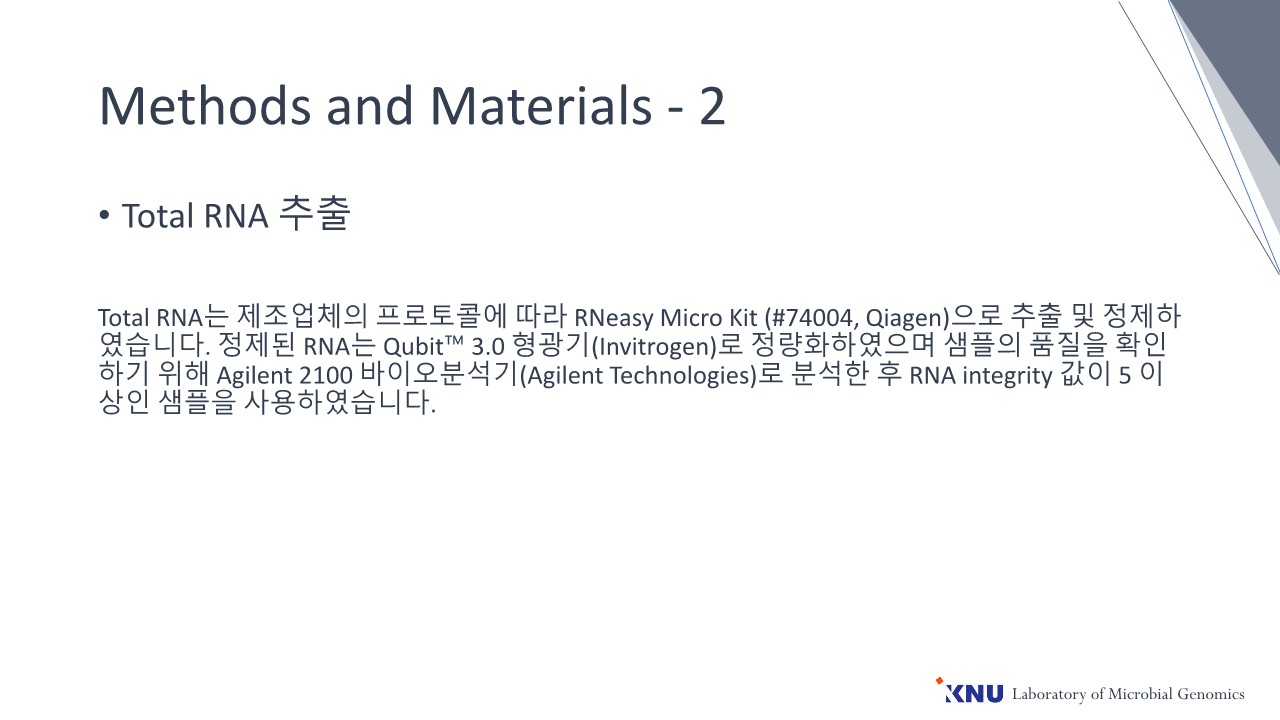 Methods and Materials - 2
• Total RNA 추출
Total RNA는 제조업체의 프로토콜에 따라 RNeasy Micro Kit (#74004, Qiagen)으로 추출 및 정제하
였습니다. 정제된 RNA는 Qubit™ 3.0 형광기(Invitrogen)로 정량화하였으며 샘플의 품질을 확인
하기 위해 Agilent 2100 바이오분석기(Agilent Technologies)로 분석한 후 RNA integrity 값이 5 이
상인 샘플을 사용하였습니다.
KNU Laboratory of Microbial Genomics